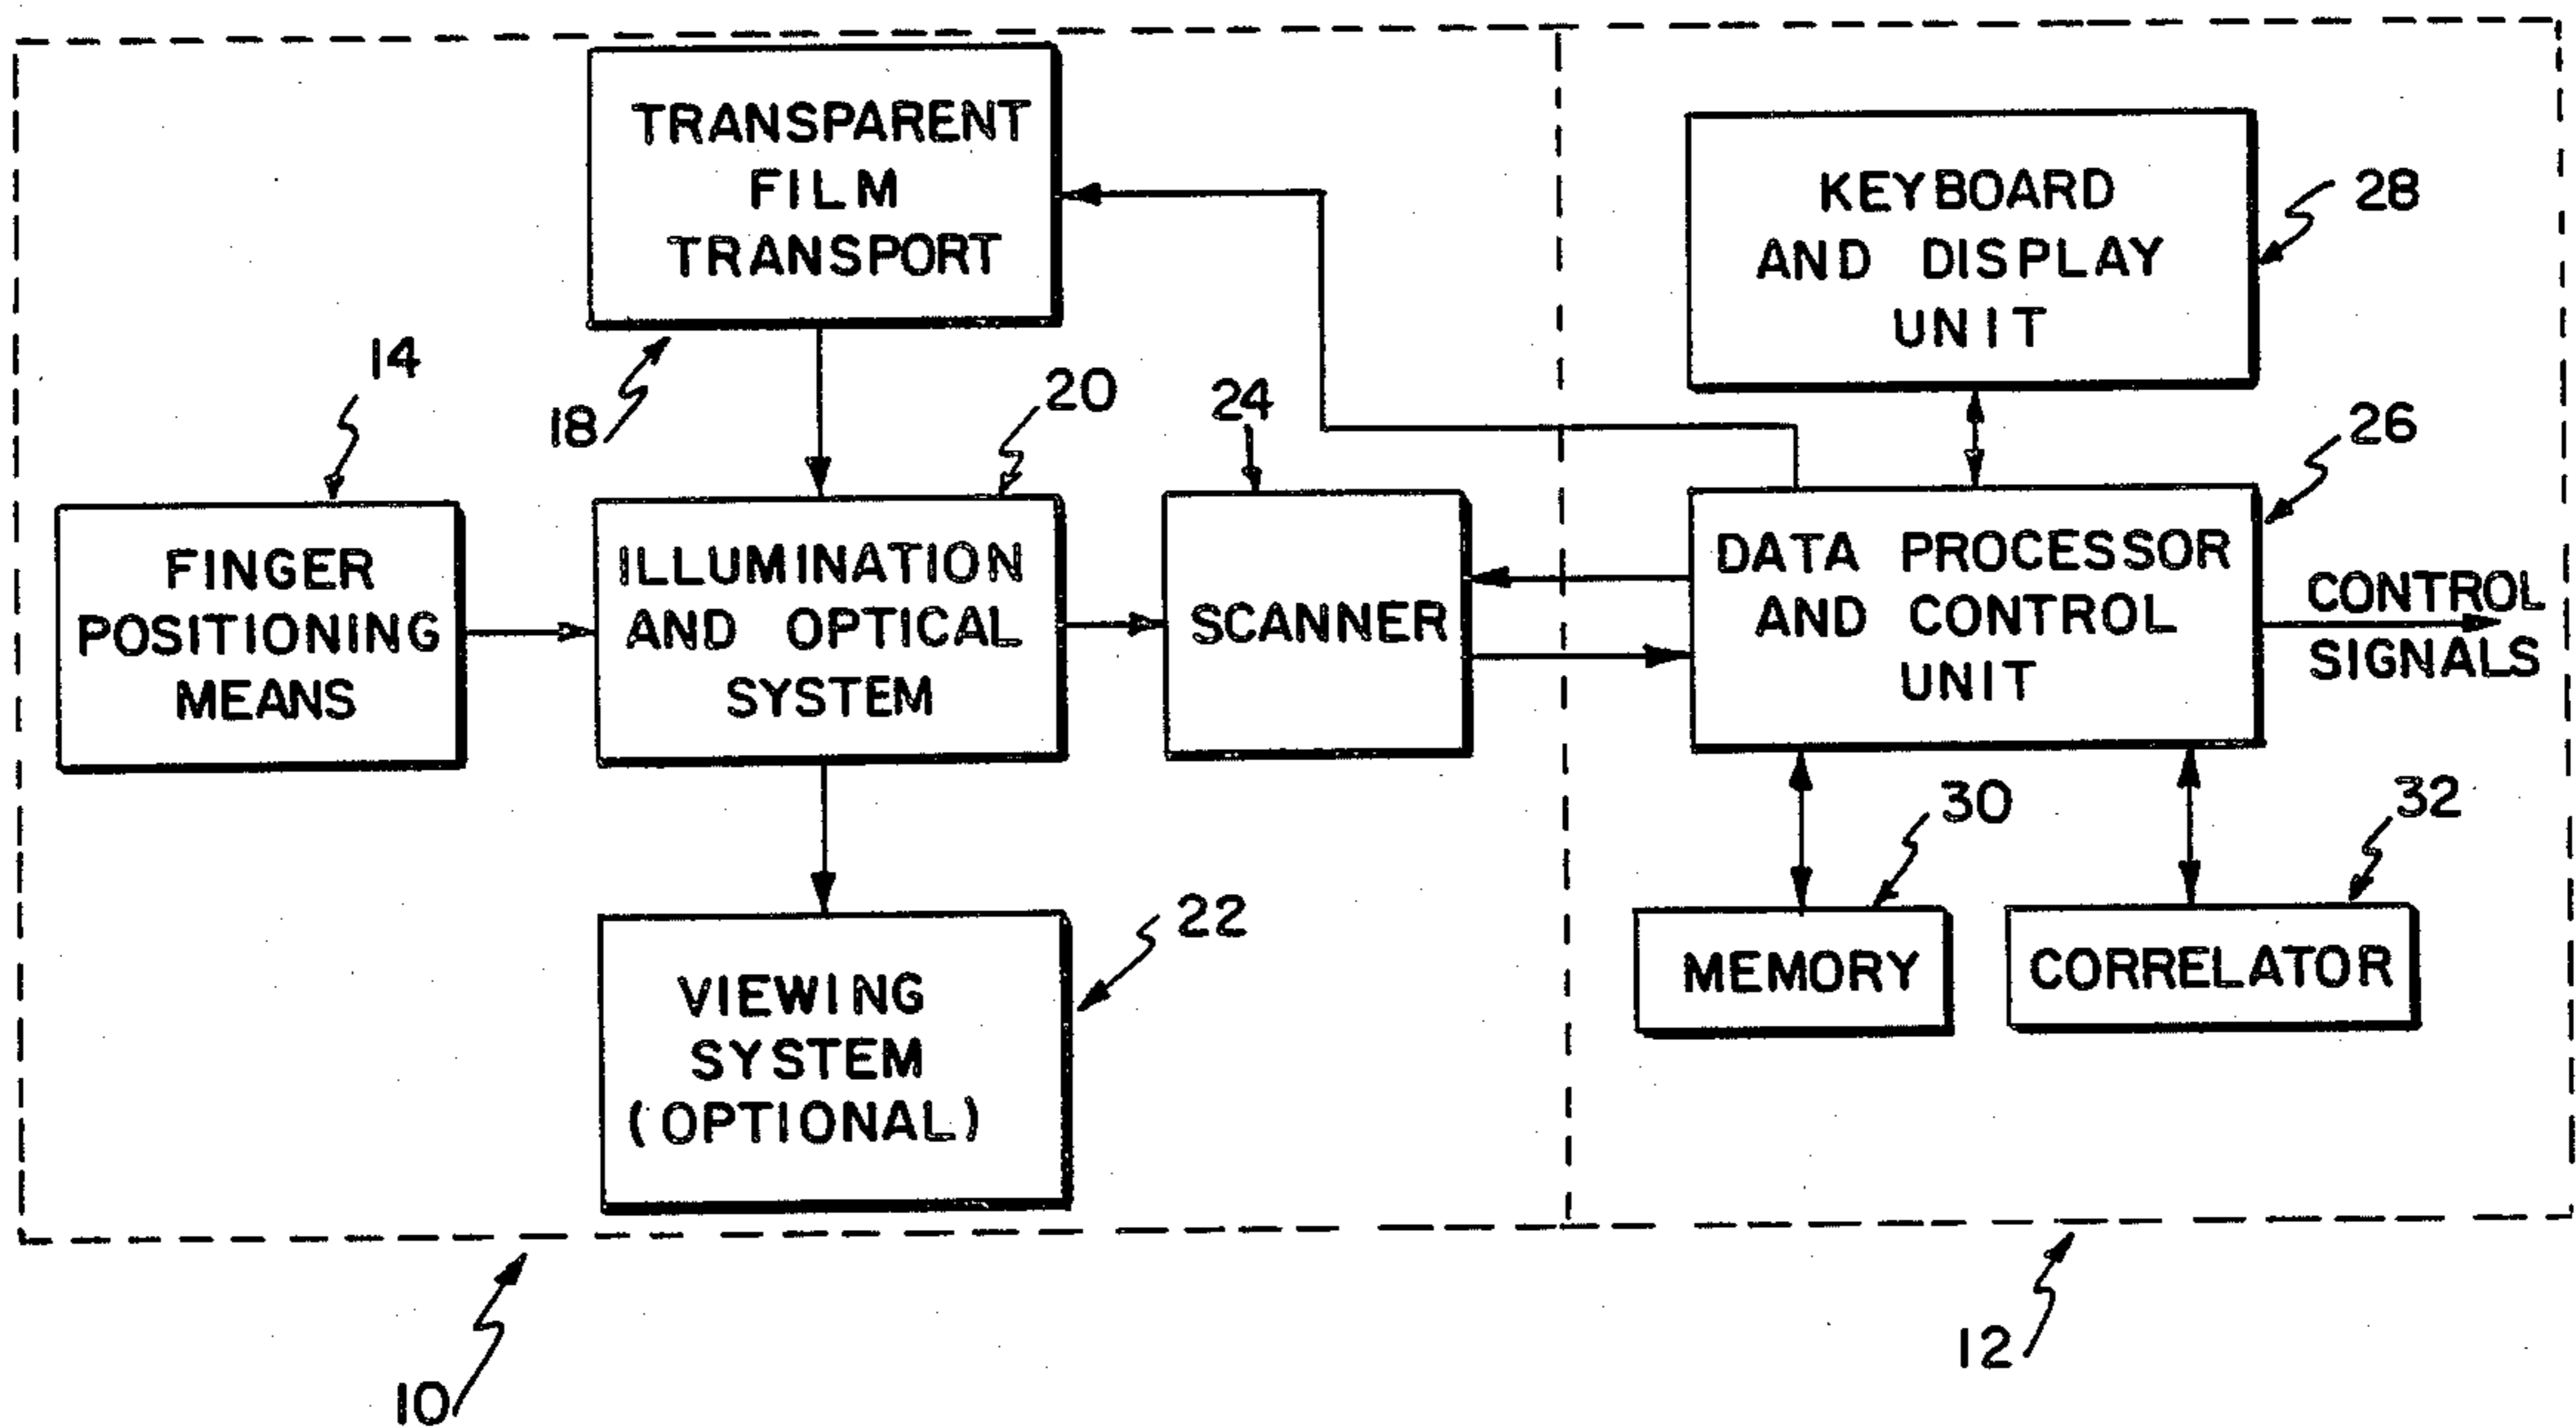 TRANSPARENT
FILM
TRANSPORT
18
KEYBOARD
AND DISPLAY
UNIT
28
14
FINGER
POSITIONING
MEANS
20
ILLUMINATION
AND OPTICAL
SYSTEM
24
SCANNER
26
DATA PROCESSOR
AND CONTROL
UNIT
CONTROL
SIGNALS
22
VIEWING
SYSTEM
(OPTIONAL)
30
MEMORY
32
CORRELATOR
10
12